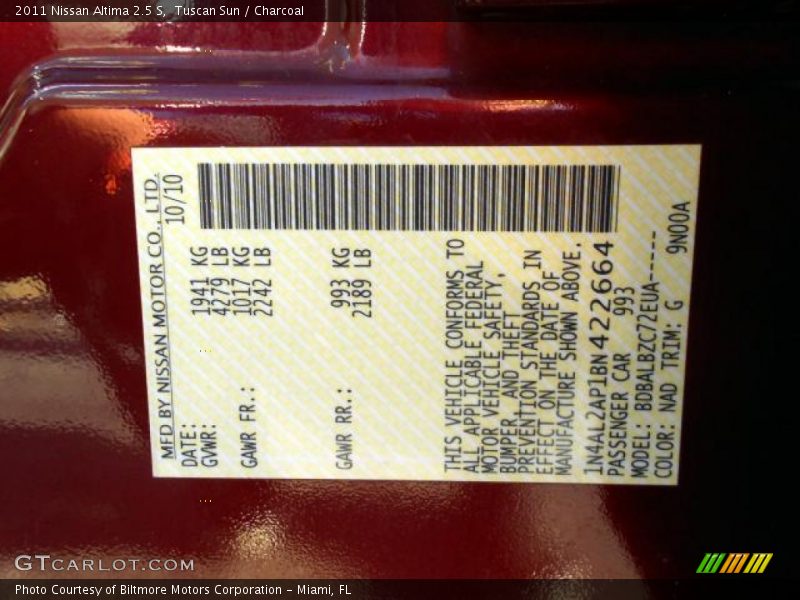 2011 Nissan Altima 2.5 S, Tuscan Sun / Charcoal
MFD BY NISSAN MOTOR CO., LTD.
DATE: 10/10
GVWR: 1941 KG
4279 LB
GAWR FR.: 1017 KG
2242 LB
GAWR RR.: 993 KG
2189 LB
THIS VEHICLE CONFORMS TO
ALL APPLICABLE FEDERAL
MOTOR VEHICLE SAFETY,
BUMPER, AND THEFT
PREVENTION STANDARDS IN
EFFECT ON THE DATE OF
MANUFACTURE SHOWN ABOVE.
1N4AL2AP1BN422664
PASSENGER CAR 993
MODEL: BDBALBZC72EUA-----
COLOR: NAD TRIM: G 9N00A
GTCARLOT.COM
Photo Courtesy of Biltmore Motors Corporation - Miami, FL